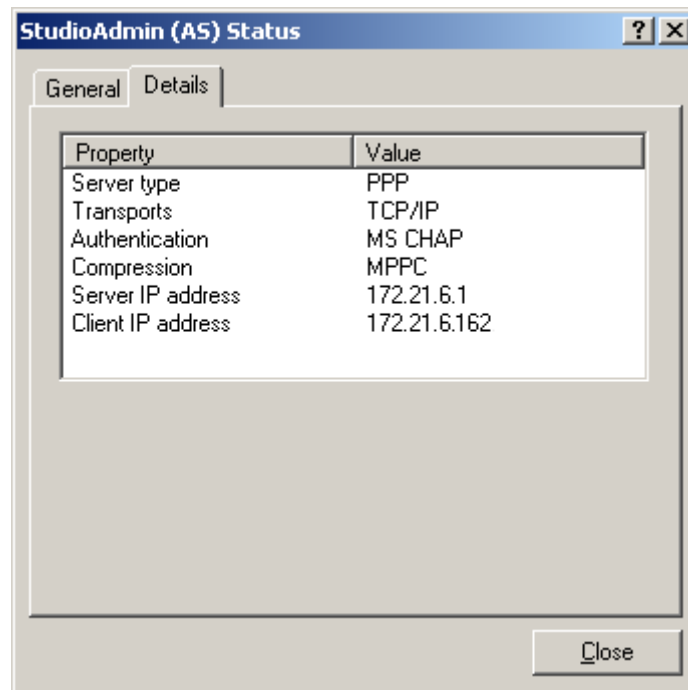 StudioAdmin (AS) Status
General Details
Property Value
Server type PPP
Transports TCP/IP
Authentication MS CHAP
Compression MPPC
Server IP address 172.21.6.1
Client IP address 172.21.6.162
Close